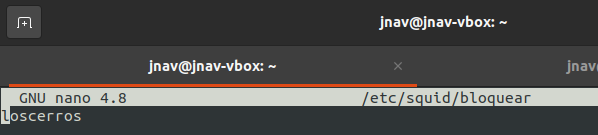 jnav@jnav-vbox: ~
jnav@jnav-vbox: ~ × jnav
GNU nano 4.8 /etc/squid/bloquear
loscerros